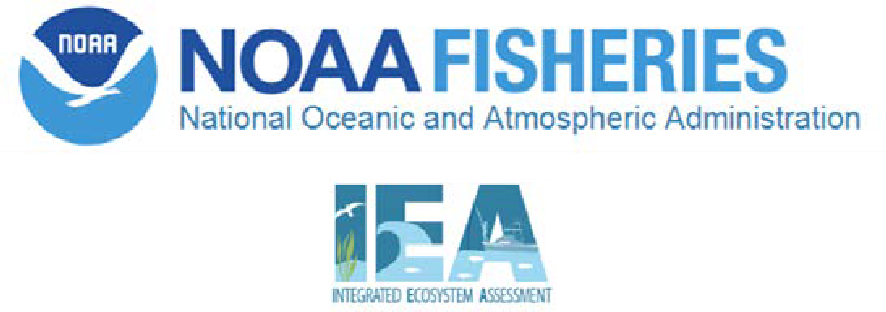 NOAA
NOAA FISHERIES
National Oceanic and Atmospheric Administration
IEA
INTEGRATED ECOSYSTEM ASSESSMENT